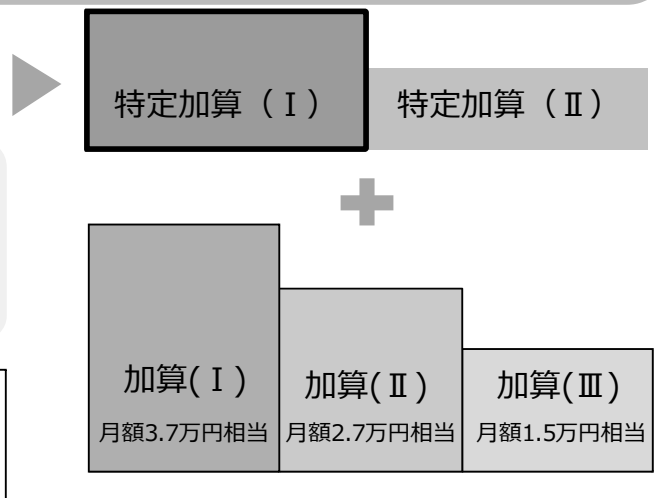 特定加算（Ⅰ）
特定加算（Ⅱ）
加算(Ⅰ)
月額3.7万円相当
加算(Ⅱ)
月額2.7万円相当
加算(Ⅲ)
月額1.5万円相当